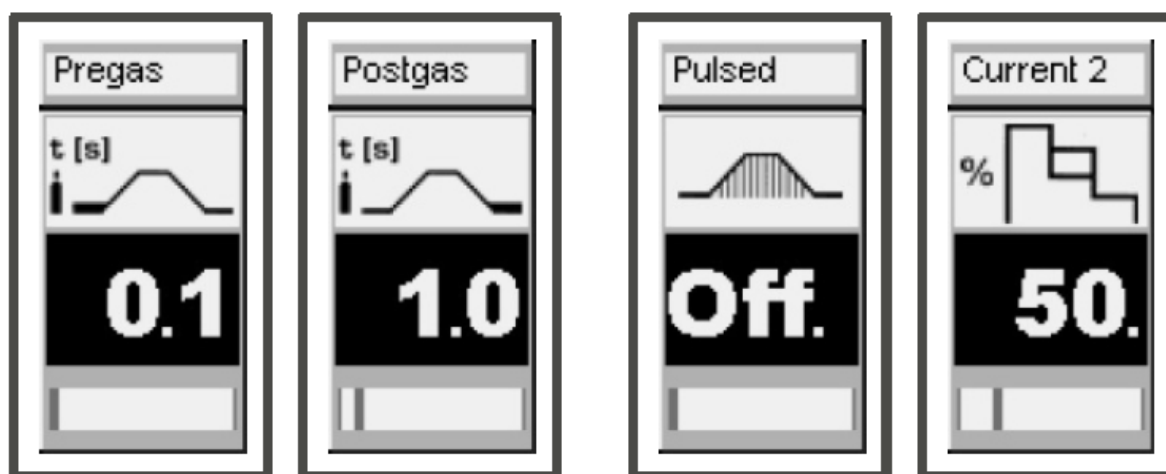 Pregas
t [s]
0.1
Postgas
t [s]
1.0
Pulsed
Off.
Current 2
%
50.